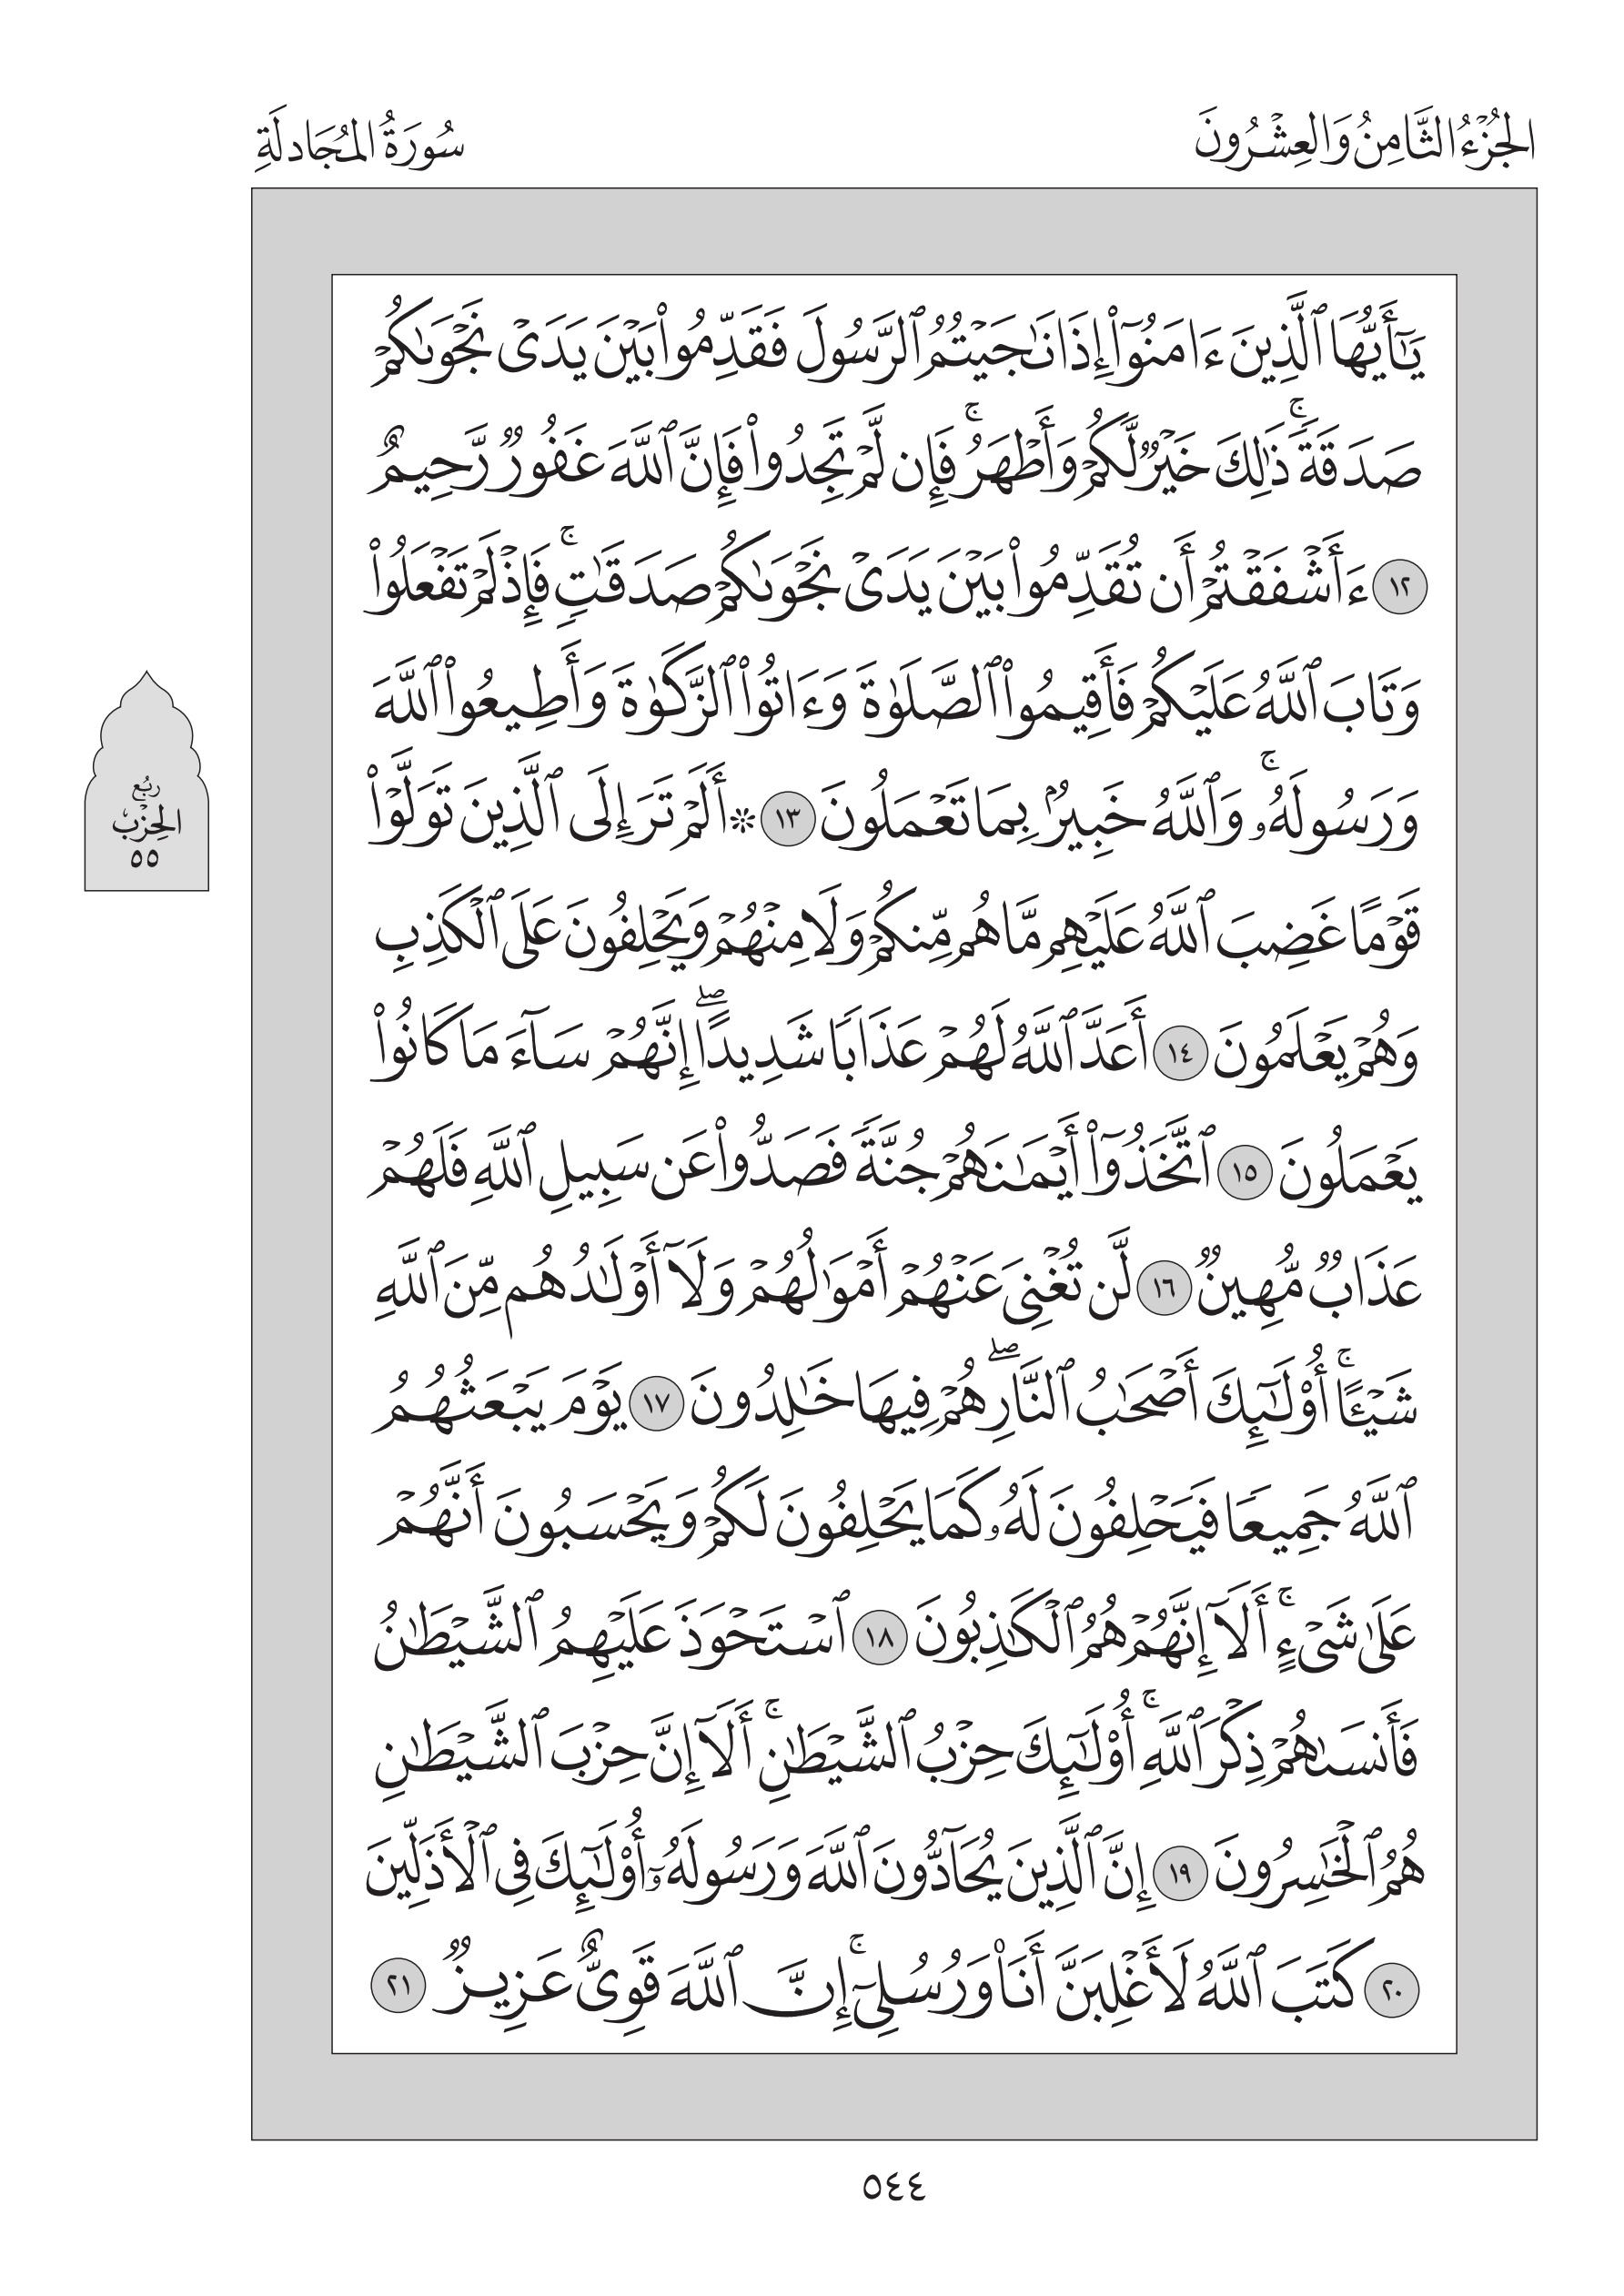 الجُزْءُ الثَّامِنُ وَالعِشْرُونَ
سُورَةُ المُجَادلَةِ
يَٰٓأَيُّهَا ٱلَّذِينَ ءَامَنُوٓاْ إِذَا نَٰجَيۡتُمُ ٱلرَّسُولَ فَقَدِّمُواْ بَيۡنَ يَدَيۡ نَجۡوَىٰكُمۡ
صَدَقَةٗۚ ذَٰلِكَ خَيۡرٞ لَّكُمۡ وَأَطۡهَرُۚ فَإِن لَّمۡ تَجِدُواْ فَإِنَّ ٱللَّهَ غَفُورٞ رَّحِيمٌ
١٢ ءَأَشۡفَقۡتُمۡ أَن تُقَدِّمُواْ بَيۡنَ يَدَيۡ نَجۡوَىٰكُمۡ صَدَقَٰتٖۚ فَإِذۡ لَمۡ تَفۡعَلُواْ
وَتَابَ ٱللَّهُ عَلَيۡكُمۡ فَأَقِيمُواْ ٱلصَّلَوٰةَ وَءَاتُواْ ٱلزَّكَوٰةَ وَأَطِيعُواْ ٱللَّهَ
وَرَسُولَهُۥۚ وَٱللَّهُ خَبِيرُۢ بِمَا تَعۡمَلُونَ ١٣ ۞ أَلَمۡ تَرَ إِلَى ٱلَّذِينَ تَوَلَّوۡاْ
قَوۡمًا غَضِبَ ٱللَّهُ عَلَيۡهِم مَّا هُم مِّنكُمۡ وَلَا مِنۡهُمۡ وَيَحۡلِفُونَ عَلَى ٱلۡكَذِبِ
وَهُمۡ يَعۡلَمُونَ ١٤ أَعَدَّ ٱللَّهُ لَهُمۡ عَذَابٗا شَدِيدًاۖ إِنَّهُمۡ سَآءَ مَا كَانُواْ
يَعۡمَلُونَ ١٥ ٱتَّخَذُوٓاْ أَيۡمَٰنَهُمۡ جُنَّةٗ فَصَدُّواْ عَن سَبِيلِ ٱللَّهِ فَلَهُمۡ
عَذَابٞ مُّهِينٞ ١٦ لَّن تُغۡنِيَ عَنۡهُمۡ أَمۡوَٰلُهُمۡ وَلَآ أَوۡلَٰدُهُم مِّنَ ٱللَّهِ
شَيۡـًٔاۚ أُوْلَٰٓئِكَ أَصۡحَٰبُ ٱلنَّارِۖ هُمۡ فِيهَا خَٰلِدُونَ ١٧ يَوۡمَ يَبۡعَثُهُمُ
ٱللَّهُ جَمِيعٗا فَيَحۡلِفُونَ لَهُۥ كَمَا يَحۡلِفُونَ لَكُمۡ وَيَحۡسَبُونَ أَنَّهُمۡ
عَلَىٰ شَيۡءٍۚ أَلَآ إِنَّهُمۡ هُمُ ٱلۡكَٰذِبُونَ ١٨ ٱسۡتَحۡوَذَ عَلَيۡهِمُ ٱلشَّيۡطَٰنُ
فَأَنسَىٰهُمۡ ذِكۡرَ ٱللَّهِۚ أُوْلَٰٓئِكَ حِزۡبُ ٱلشَّيۡطَٰنِۚ أَلَآ إِنَّ حِزۡبَ ٱلشَّيۡطَٰنِ
هُمُ ٱلۡخَٰسِرُونَ ١٩ إِنَّ ٱلَّذِينَ يُحَآدُّونَ ٱللَّهَ وَرَسُولَهُۥٓ أُوْلَٰٓئِكَ فِي ٱلۡأَذَلِّينَ
٢٠ كَتَبَ ٱللَّهُ لَأَغۡلِبَنَّ أَنَا۠ وَرُسُلِيٓۚ إِنَّ ٱللَّهَ قَوِيٌّ عَزِيزٞ ٢١
رُبْع
الحِزْب
٥٥
٥٤٤